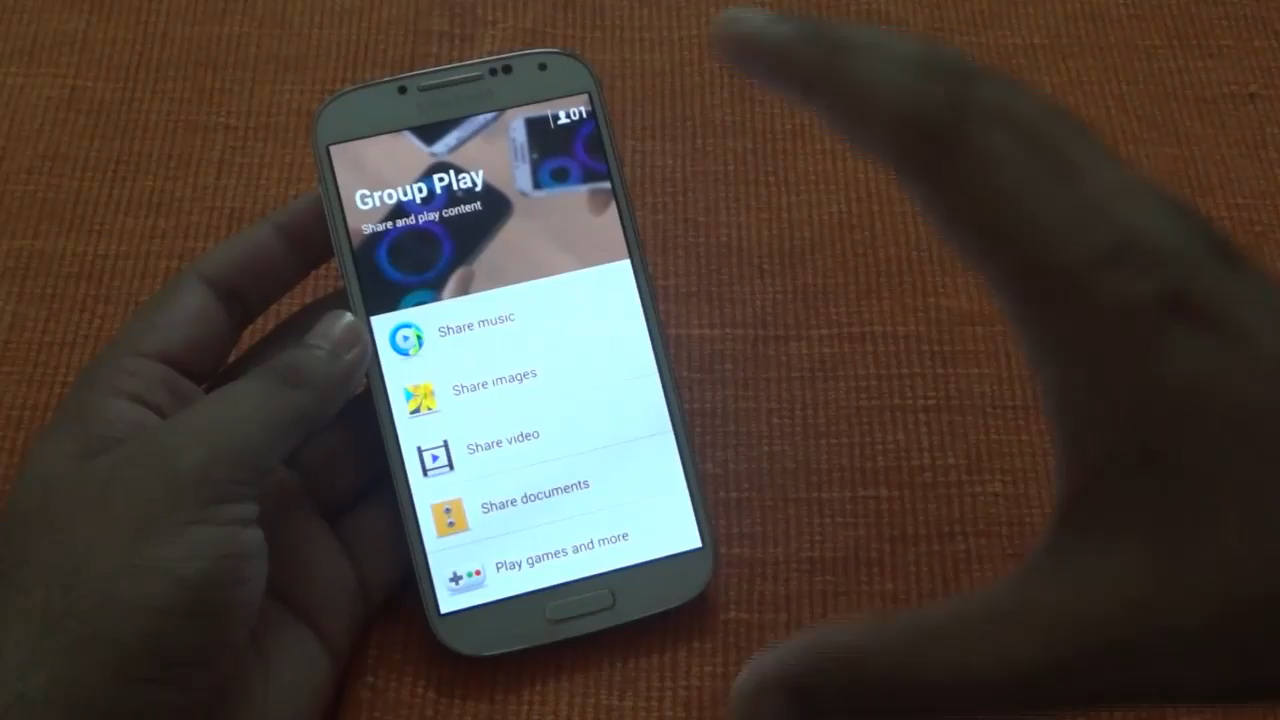 01
Group Play
Share and play content
Share music
Share images
Share video
Share documents
Play games and more